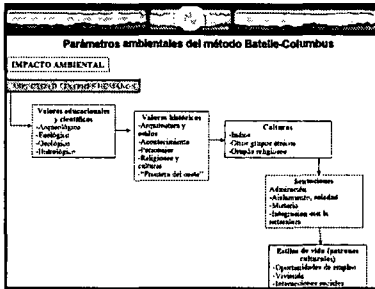 Parámetros ambientales del método Batelle-Columbus
IMPACTO AMBIENTAL
Valores educacionales
y científicos
-Arqueológico
-Ecológico
-Geológico
-Hidrológico
Valores históricos
-Arquitectura y
estilos
-Acontecimiento
-Personajes
-Religiones y
culturas
-"Frontera del oeste"
Culturas
-Indios
-Otros grupos étnicos
-Grupos religiosos
Sensaciones
Admiración
-Aislamiento, soledad
-Misterio
-Integración con la
naturaleza
Estilos de vida (patrones
culturales)
-Oportunidades de empleo
-Vivienda
-Interacciones sociales